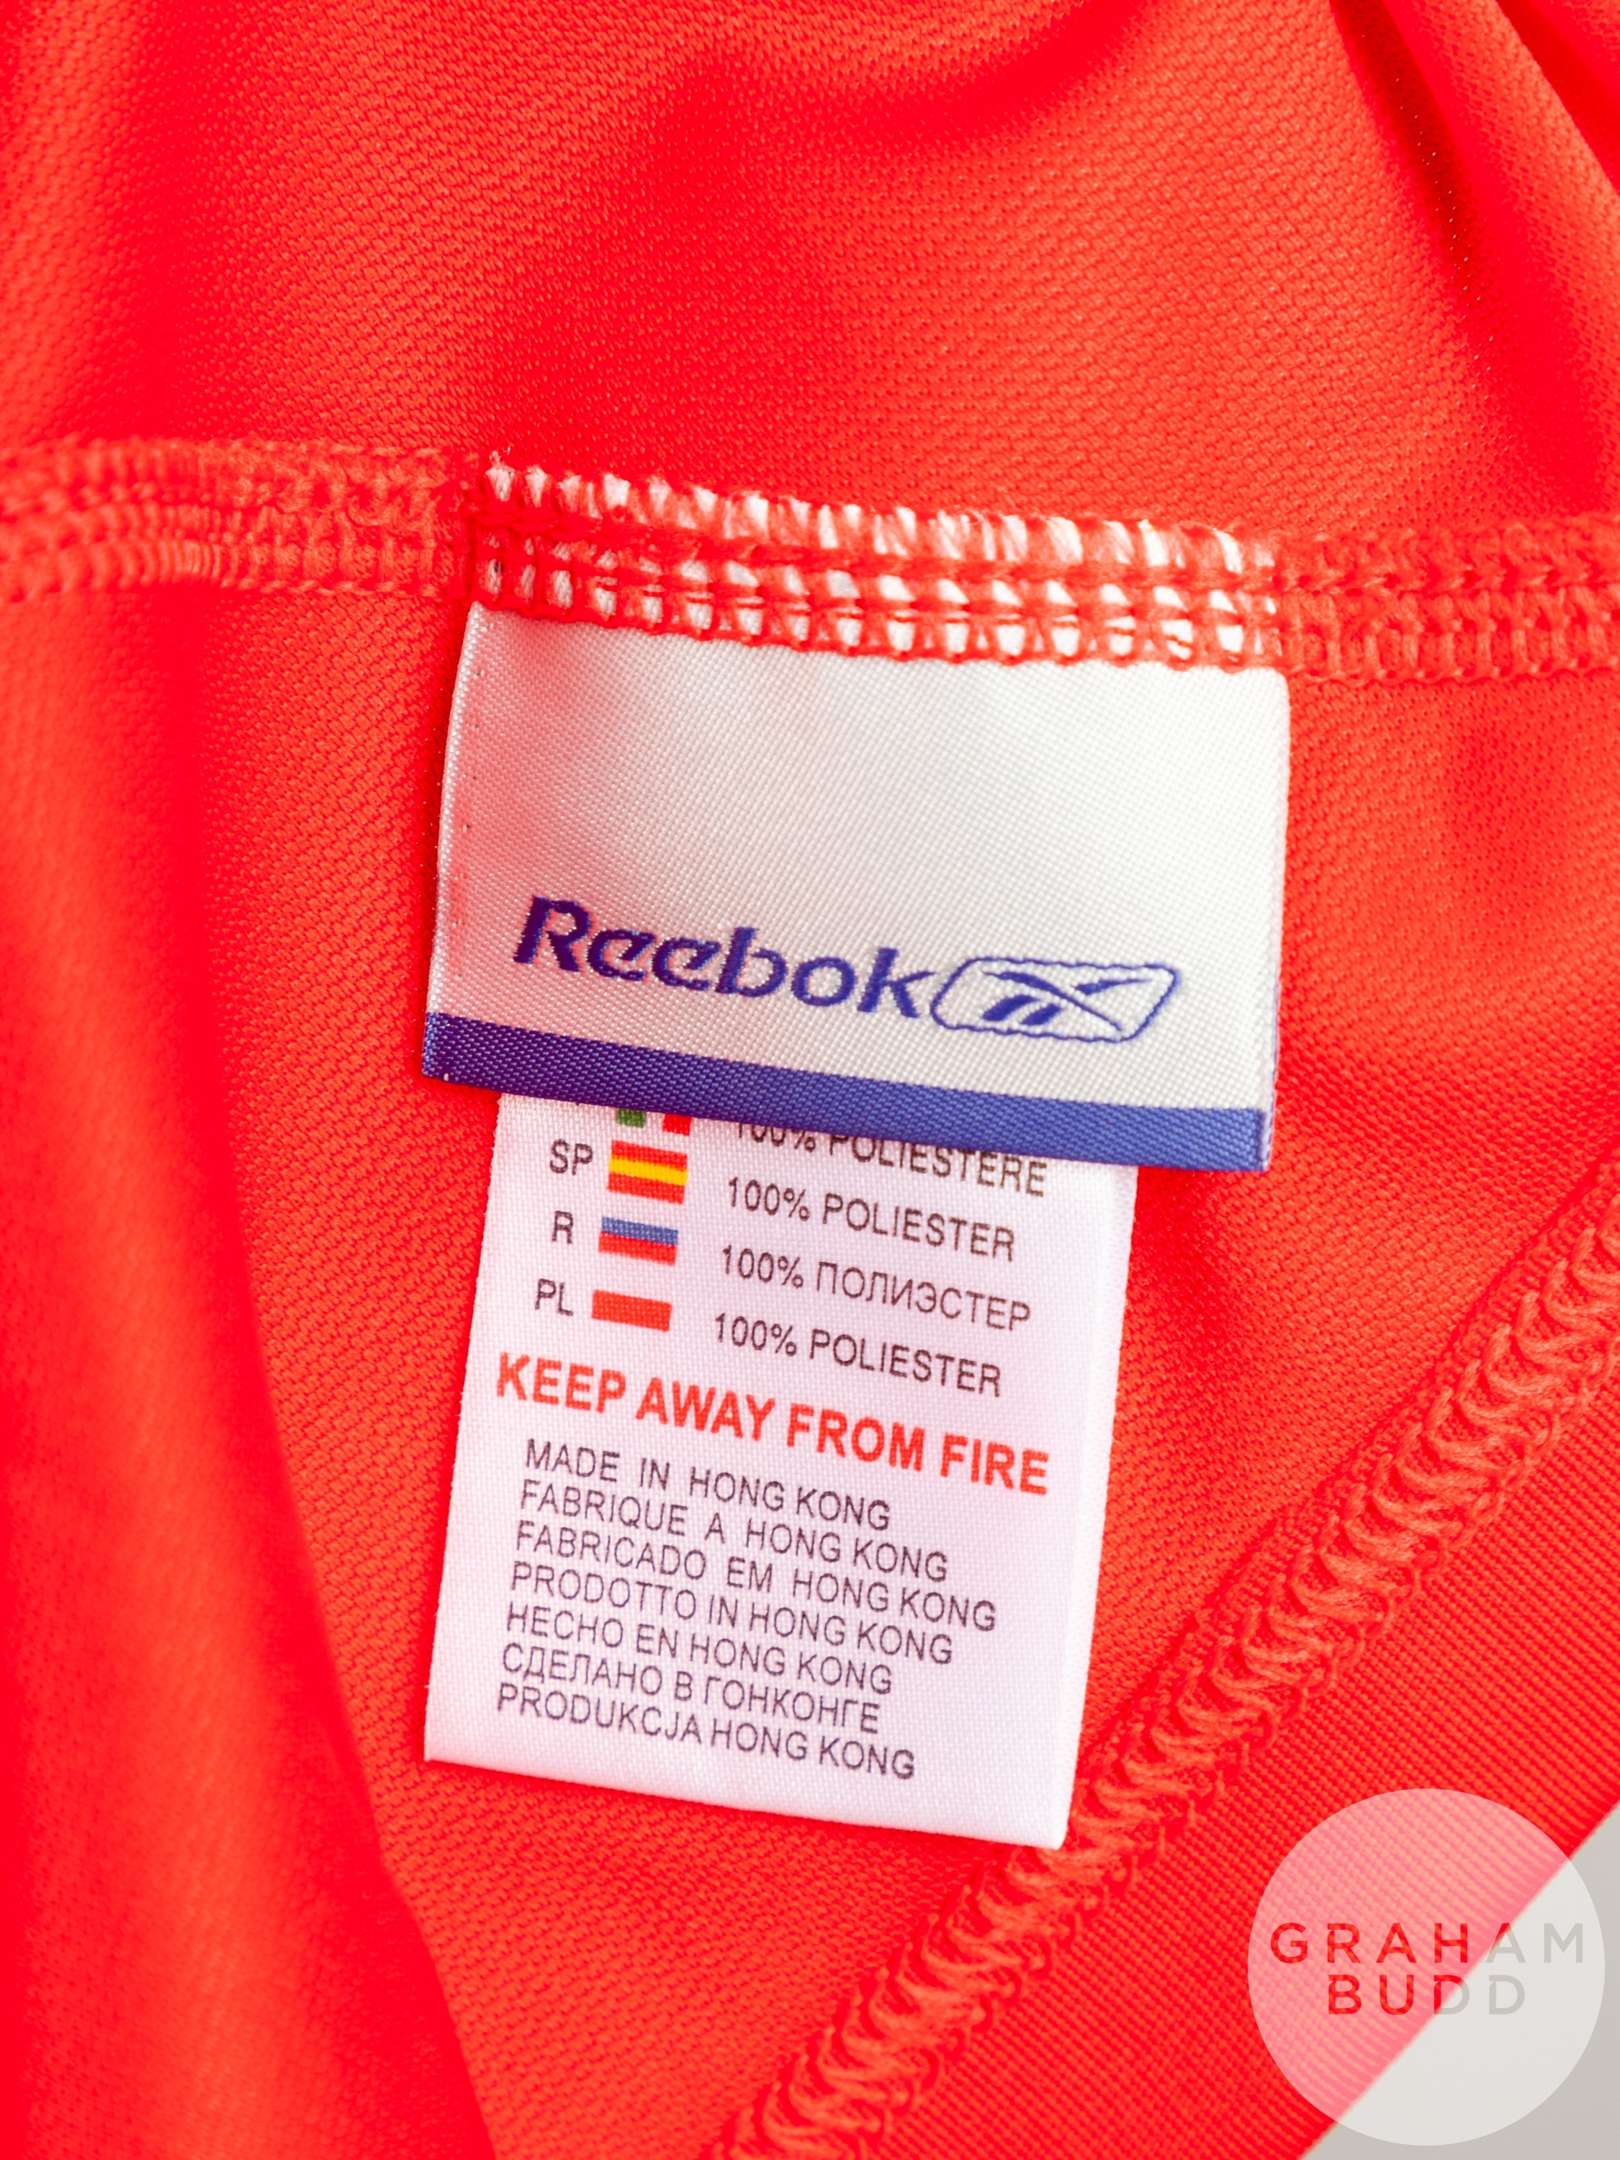 Reebok
100% POLIESTERE
SP 100% POLIESTER
R 100% ПОЛИЭСТЕР
PL 100% POLIESTER
KEEP AWAY FROM FIRE
MADE IN HONG KONG
FABRIQUE A HONG KONG
FABRICADO EM HONG KONG
PRODOTTO IN HONG KONG
HECHO EN HONG KONG
СДЕЛАНО В ГОНКОНГЕ
PRODUKCJA HONG KONG
GRAHAM
BUDD